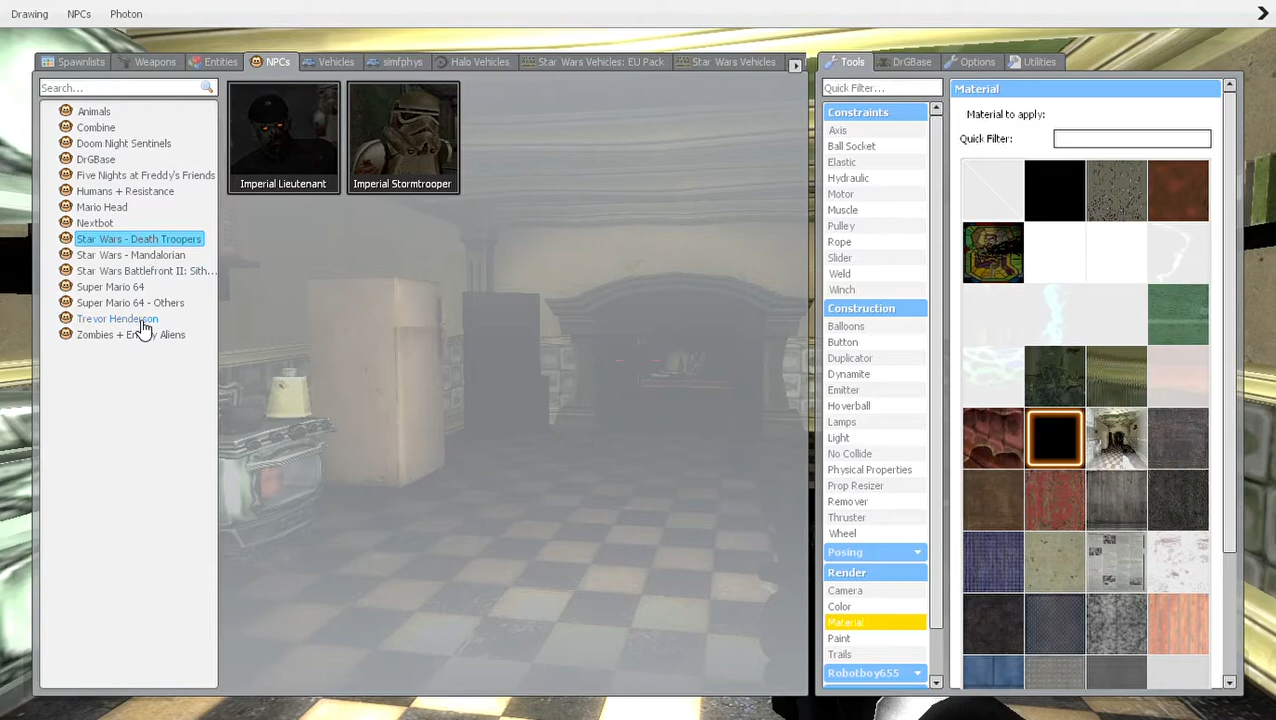 Drawing NPCs Photon
Spawnlists Weapons Entities NPCs Vehicles simfphys Halo Vehicles Star Wars Vehicles: EU Pack Star Wars Vehicles
Search...
Animals
Combine
Doom Night Sentinels
DrGBase
Five Nights at Freddy's Friends
Humans + Resistance
Mario Head
Nextbot
Star Wars - Death Troopers
Star Wars - Mandalorian
Star Wars Battlefront II: Sith...
Super Mario 64
Super Mario 64 - Others
Trevor Henderson
Zombies + Aliens
Imperial Lieutenant
Imperial Stormtrooper
Tools DrGBase Options Utilities
Quick Filter...
Constraints
Axis
Ball Socket
Elastic
Hydraulic
Motor
Muscle
Pulley
Rope
Slider
Weld
Winch
Construction
Balloons
Button
Duplicator
Dynamite
Emitter
Hoverball
Lamps
Light
No Collide
Physical Properties
Prop Resizer
Remover
Thruster
Wheel
Posing
Render
Camera
Color
Material
Paint
Trails
Robotboy655
Material
Material to apply:
Quick Filter: